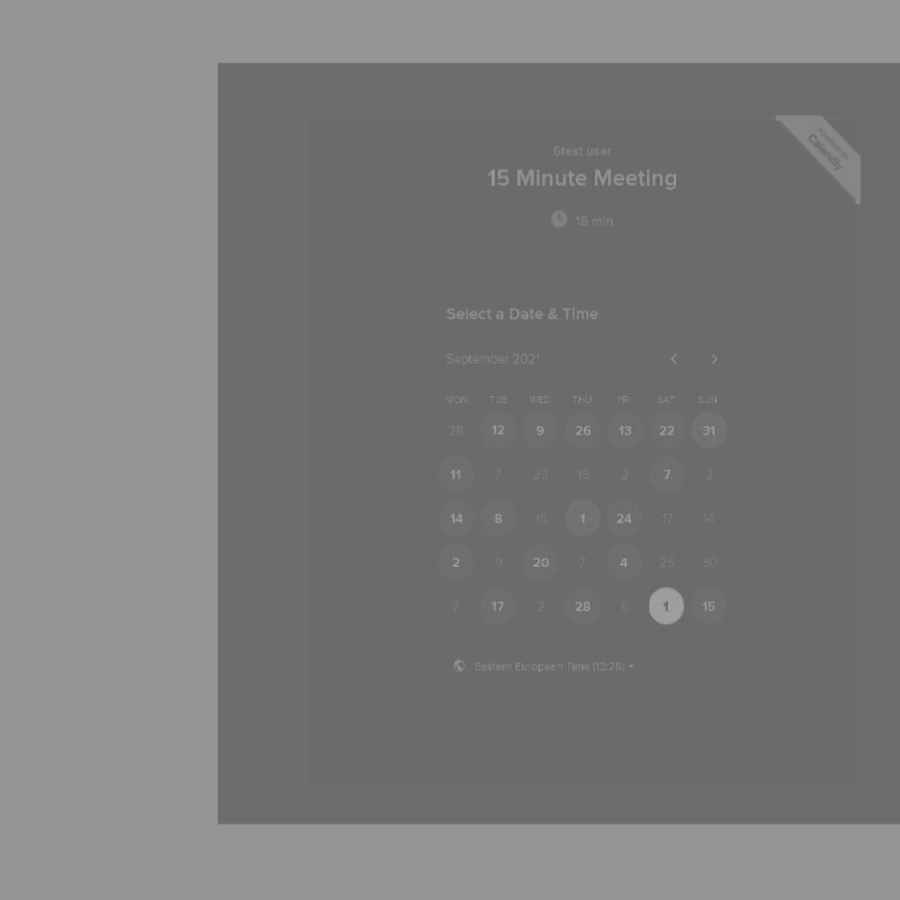 6test user
15 Minute Meeting
15 min
POWERED BY
Calendly
Select a Date & Time
September 2021
MON TUE WED THU FRI SAT SUN
28 12 9 26 13 22 31
11 7 25 2 7 2
14 8 1 24 17 14
2 9 20 7 4 25 30
7 17 2 28 6 1 15
Eastern European Time (13:26)